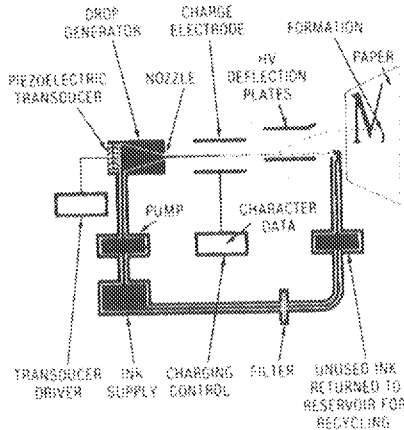 DROP
GENERATOR
CHARGE
ELECTRODE
FORMATION
PAPER
PIEZOELECTRIC
TRANSDUCER
NOZZLE
HV
DEFLECTION
PLATES
M
PUMP
CHARACTER
DATA
TRANSDUCER
DRIVER
INK
SUPPLY
CHARGING
CONTROL
FILTER
UNUSED INK
RETURNED TO
RESERVOIR FOR
RECYCLING